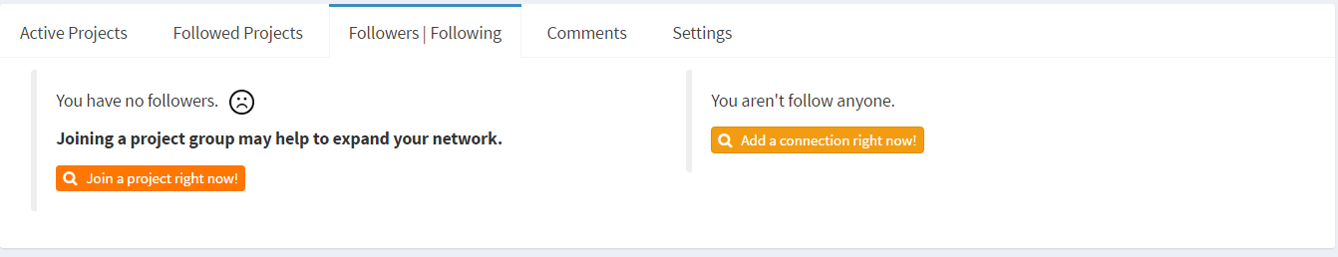 Active Projects
Followed Projects
Followers | Following
Comments
Settings
You have no followers.
Joining a project group may help to expand your network.
Join a project right now!
You aren't follow anyone.
Add a connection right now!